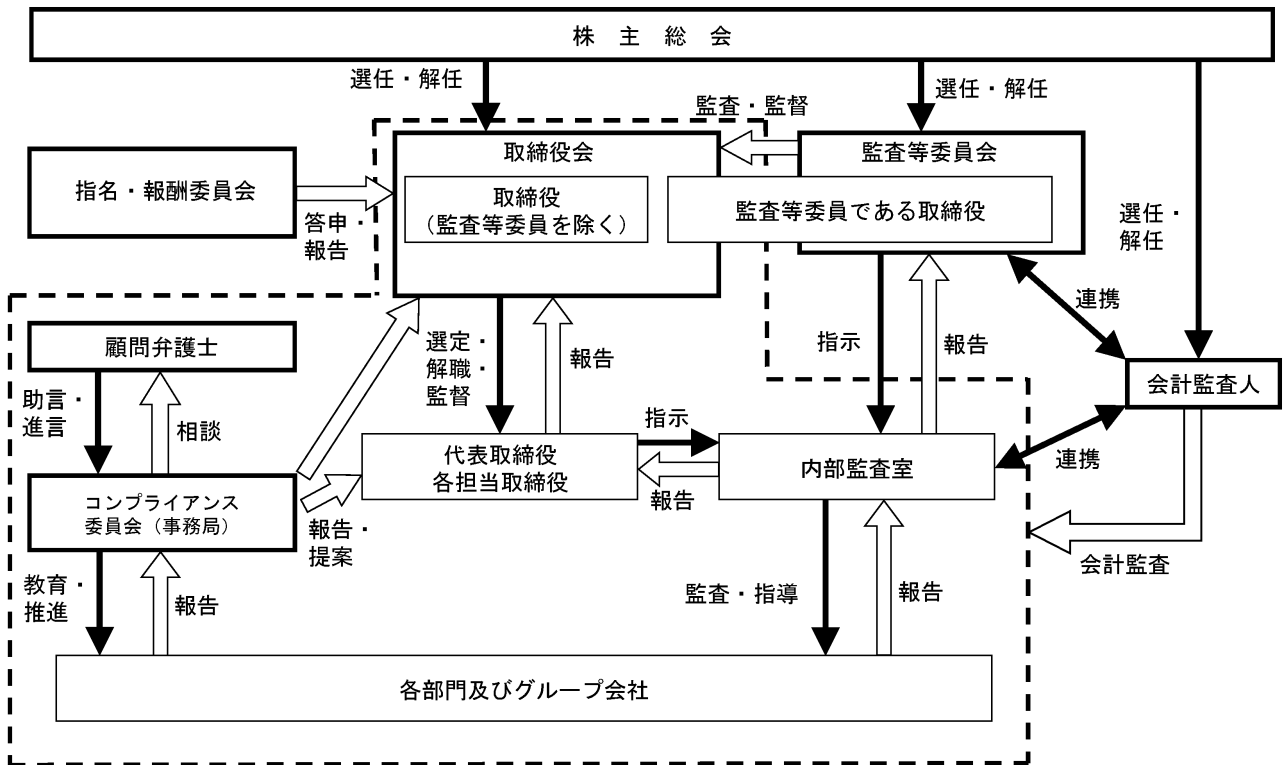 株主総会
選任・解任
監査・監督
選任・解任
取締役会
監査等委員会
指名・報酬委員会
取締役
(監査等委員を除く)
監査等委員である取締役
答申・
報告
選任・
解任
連携
顧問弁護士
選定・
解職・
監督
報告
指示
報告
会計監査人
助言・
進言
相談
指示
代表取締役
各担当取締役
内部監査室
連携
報告
コンプライアンス
委員会(事務局)
報告・
提案
会計監査
教育・
推進
報告
監査・指導
報告
各部門及びグループ会社